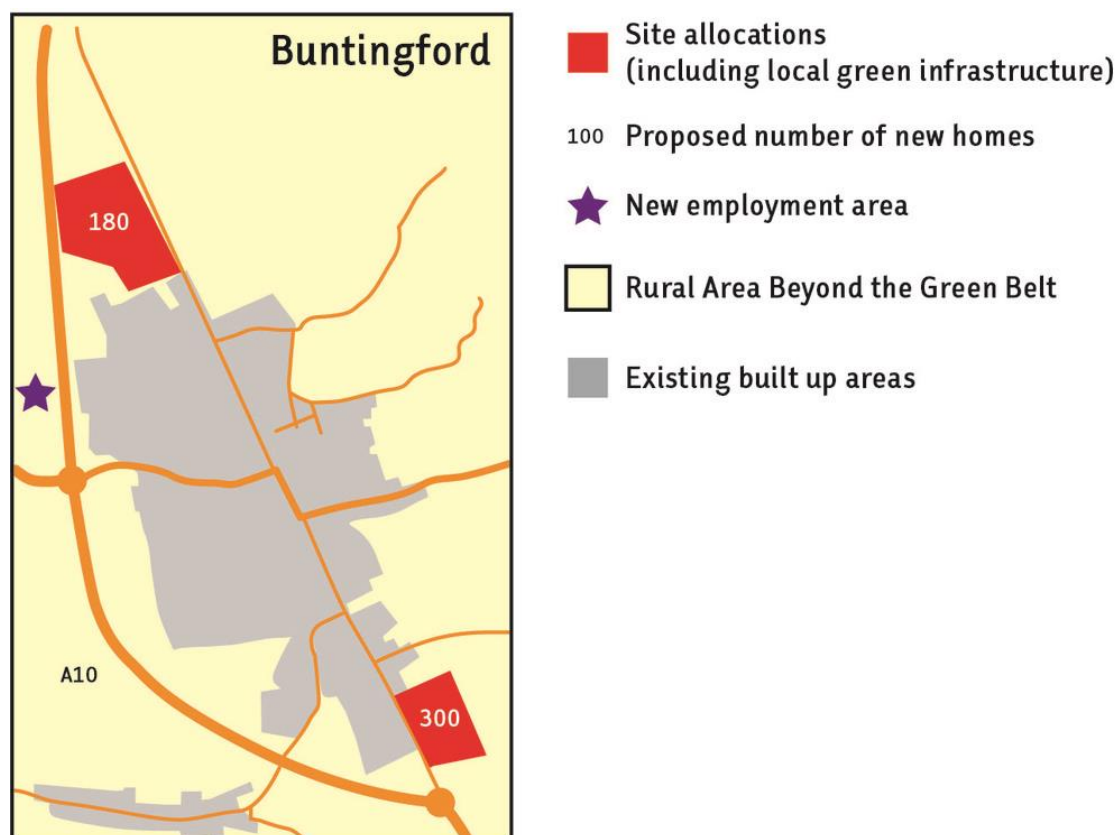 Buntingford
180
A10
300
Site allocations
(including local green infrastructure)
100 Proposed number of new homes
New employment area
Rural Area Beyond the Green Belt
Existing built up areas